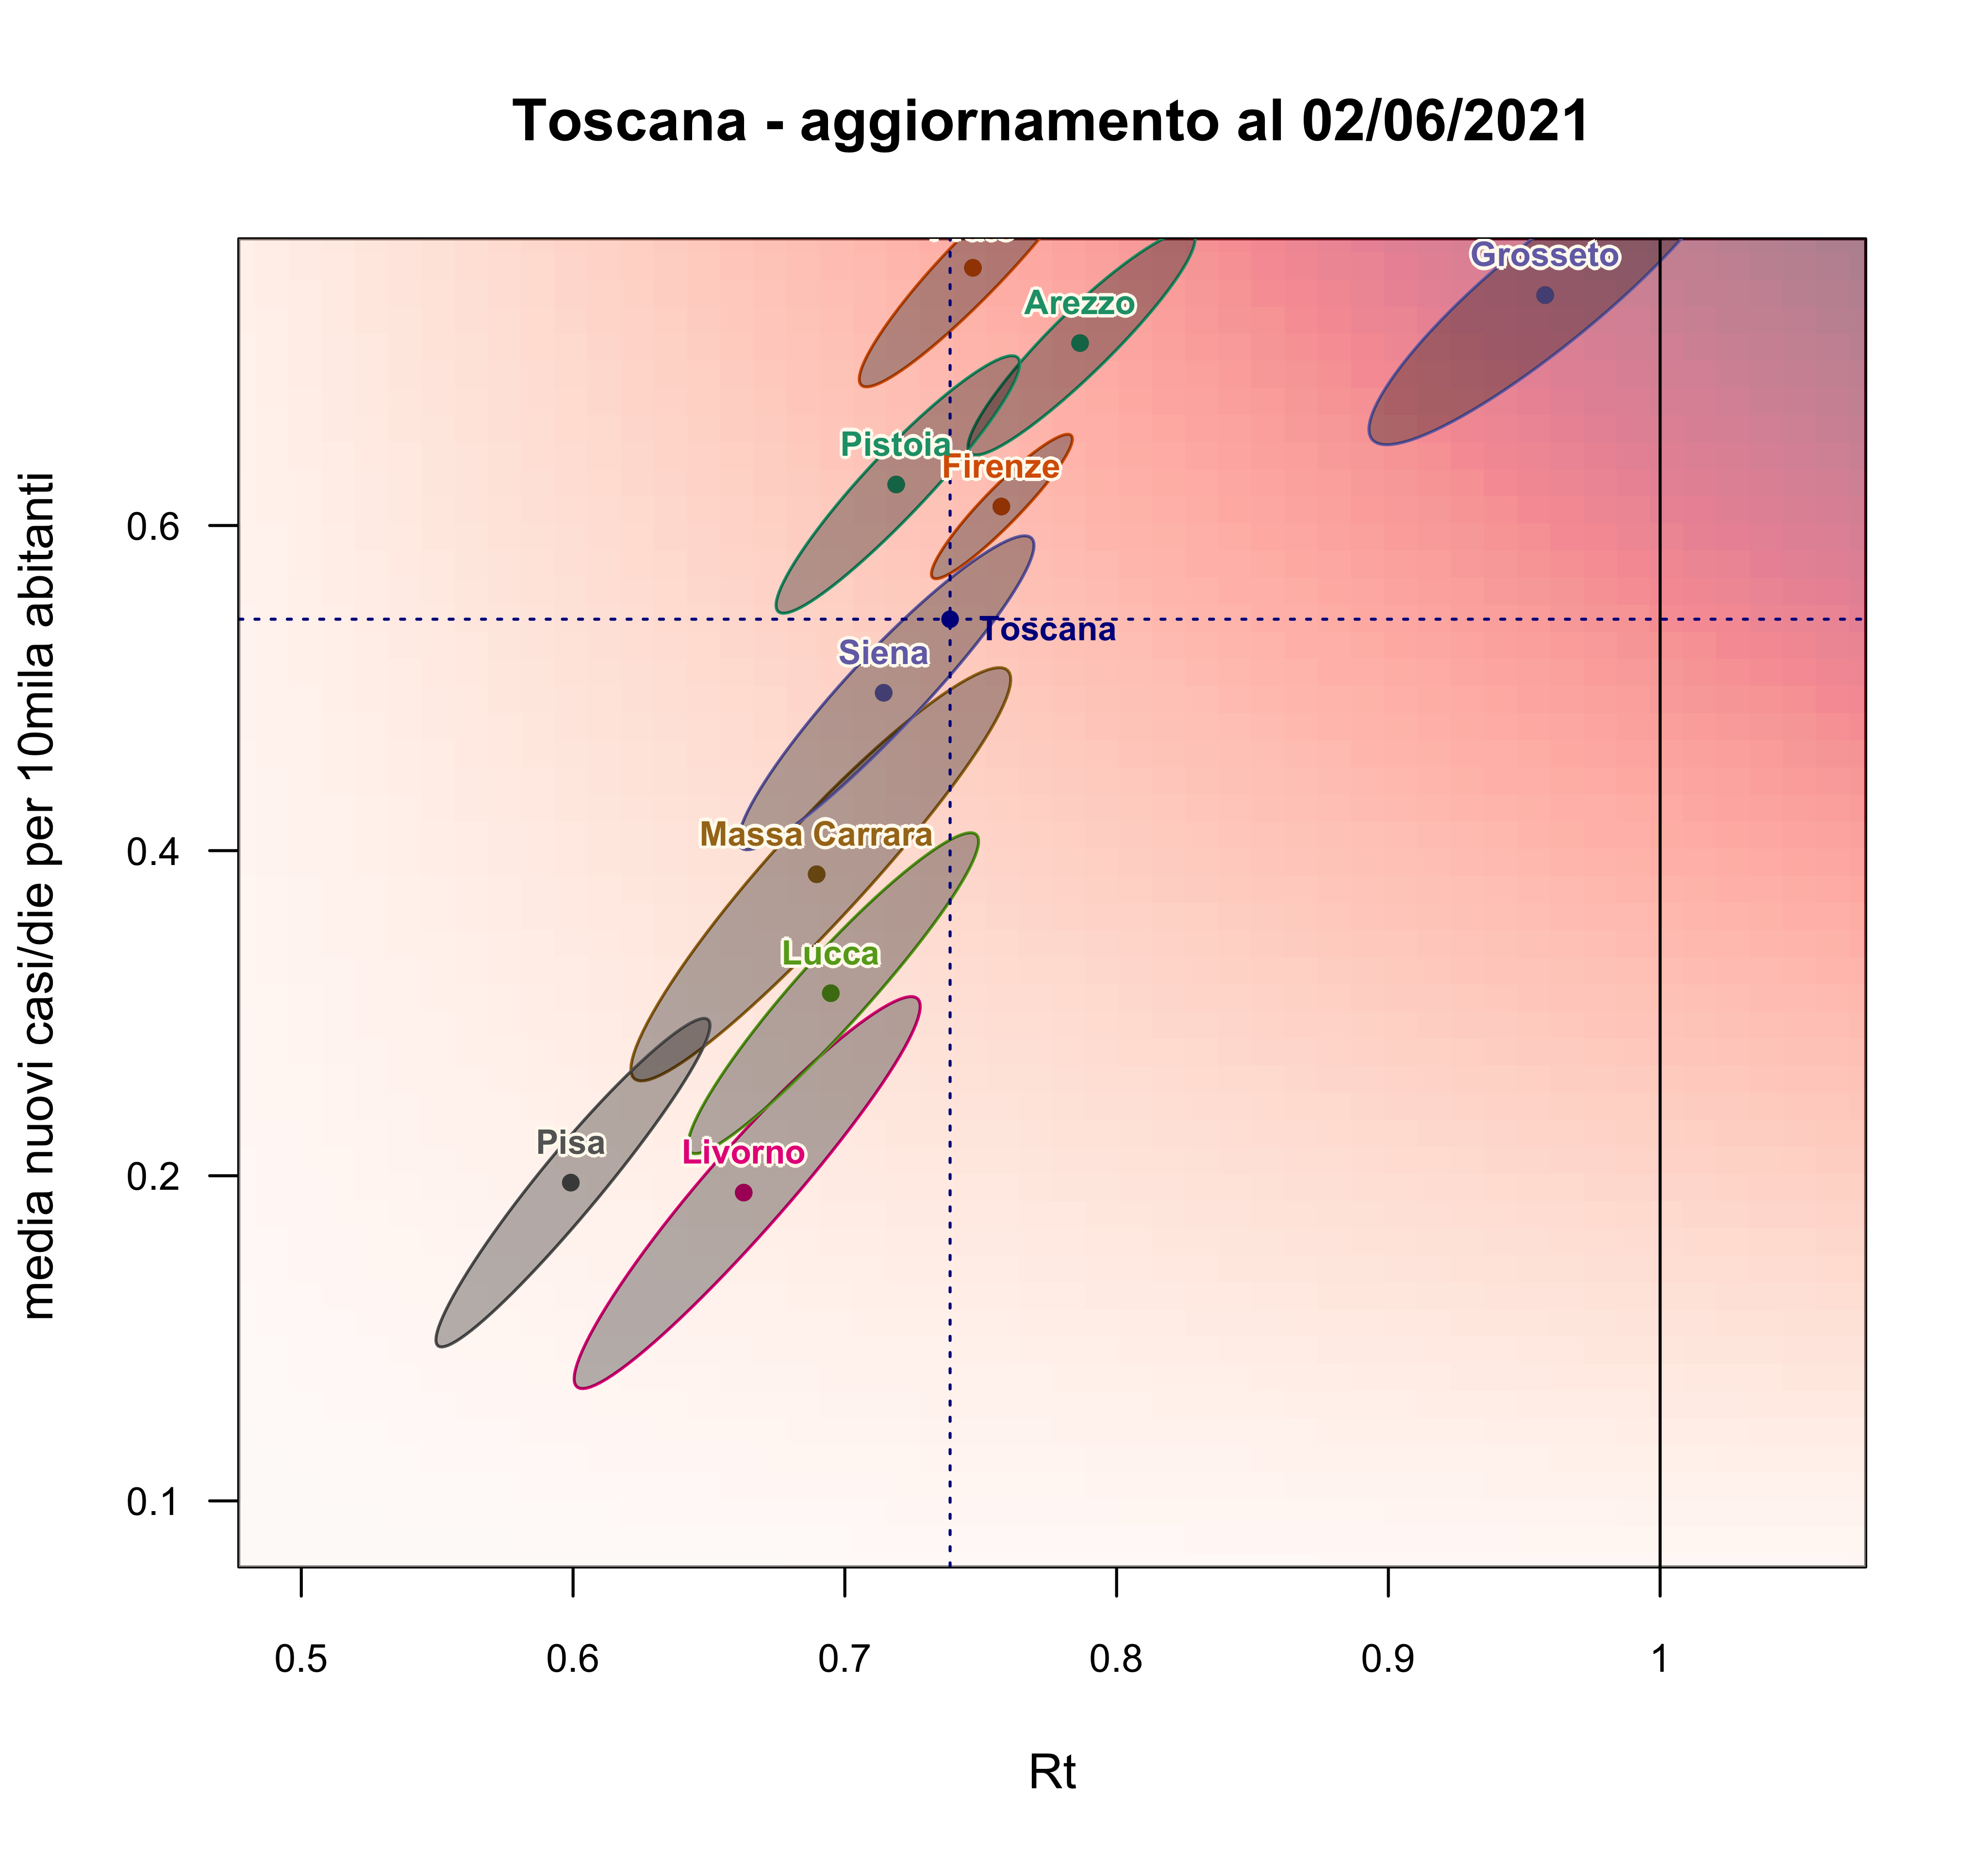 Toscana - aggiornamento al 02/06/2021
Grosseto
Arezzo
Pistoia
Firenze
Toscana
Siena
Massa Carrara
Lucca
Pisa
Livorno
media nuovi casi/die per 10mila abitanti
0.6
0.4
0.2
0.1
0.5 0.6 0.7 0.8 0.9 1
Rt